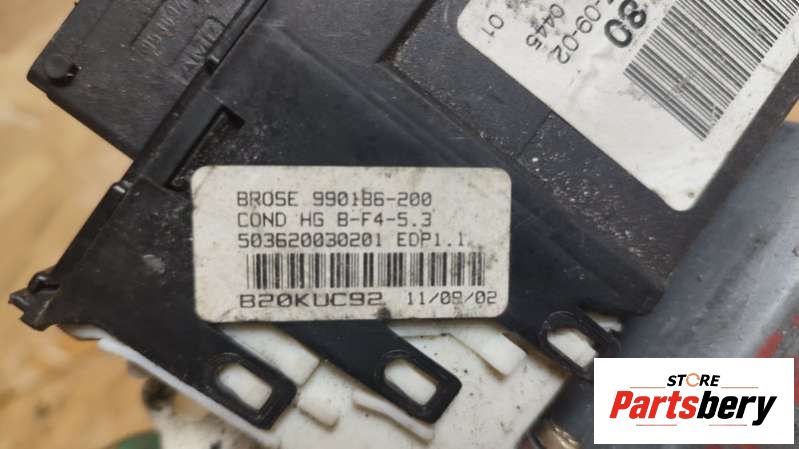 580
-09-02
0445
01
BROSE 990186-200
COND HG B-F4-5.3
503620030201 EDP1.1
B20KUC92 11/09/02
STORE
Partsbery